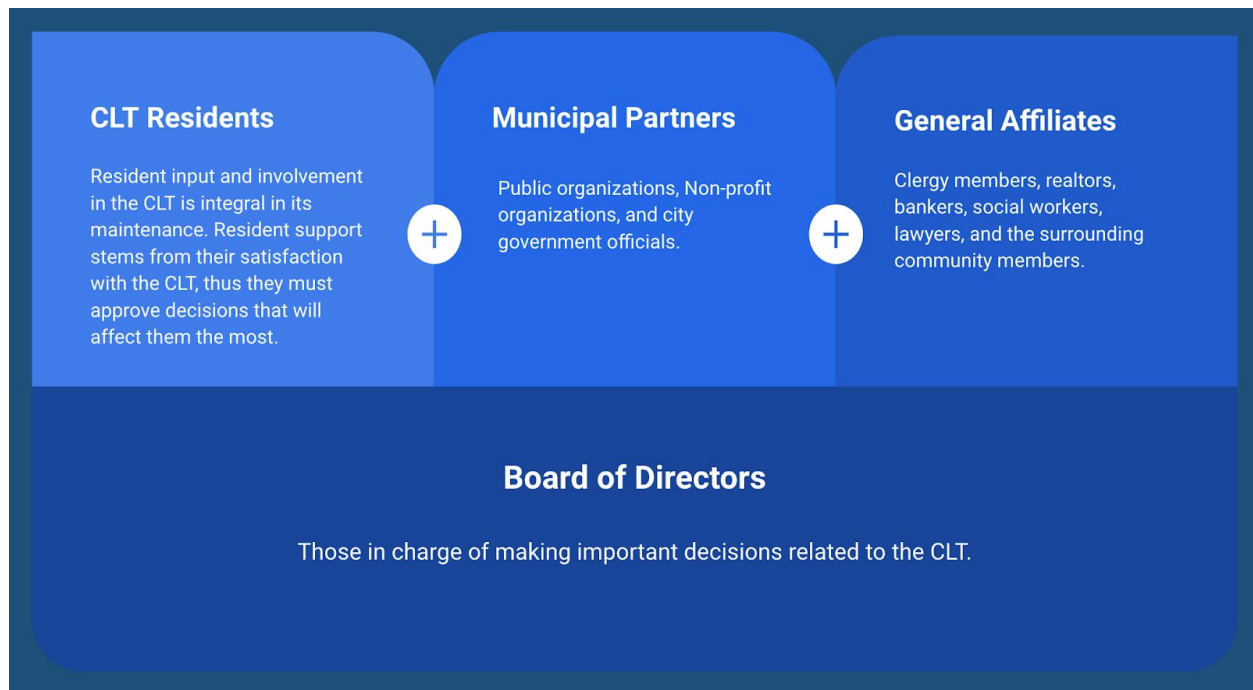 CLT Residents
Resident input and involvement
in the CLT is integral in its
maintenance. Resident support
stems from their satisfaction
with the CLT, thus they must
approve decisions that will
affect them the most.
Municipal Partners
Public organizations, Non-profit
organizations, and city
government officials.
General Affiliates
Clergy members, realtors,
bankers, social workers,
lawyers, and the surrounding
community members.
Board of Directors
Those in charge of making important decisions related to the CLT.